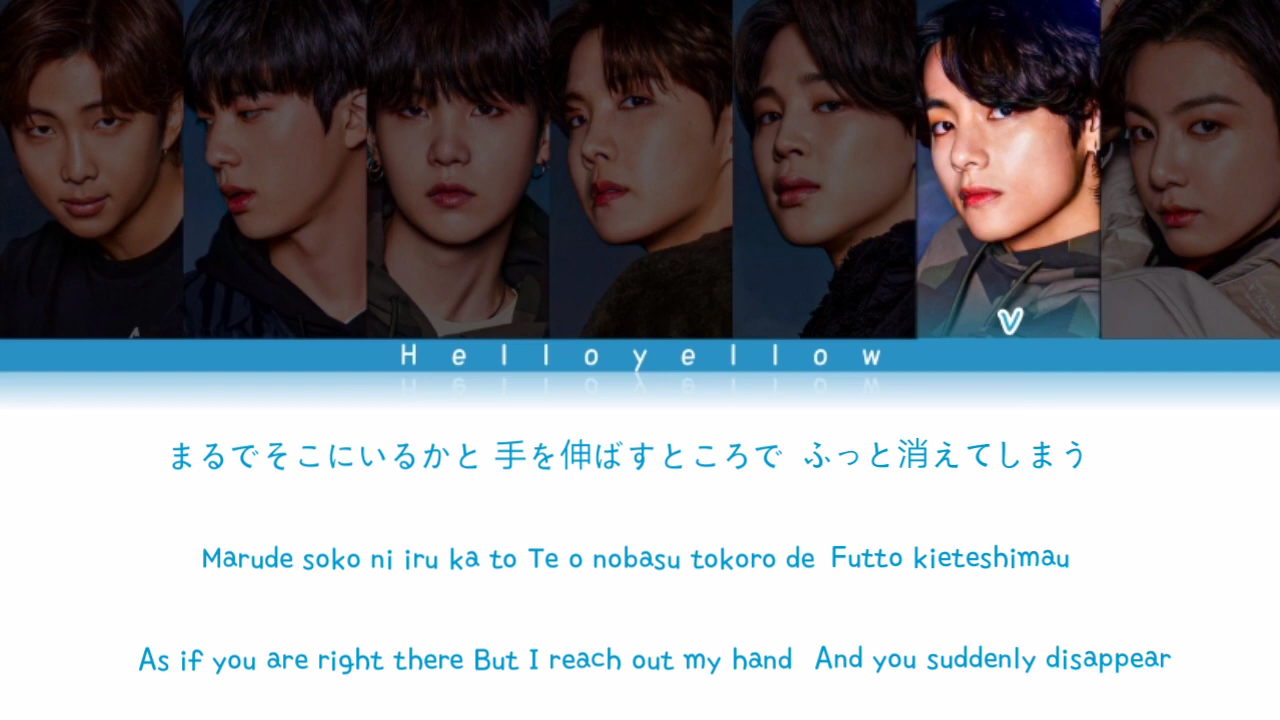 V
Helloyellow
まるでそこにいるかと 手を伸ばすところで ふっと消えてしまう
Marude soko ni iru ka to Te o nobasu tokoro de Futto kieteshimau
As if you are right there But I reach out my hand And you suddenly disappear